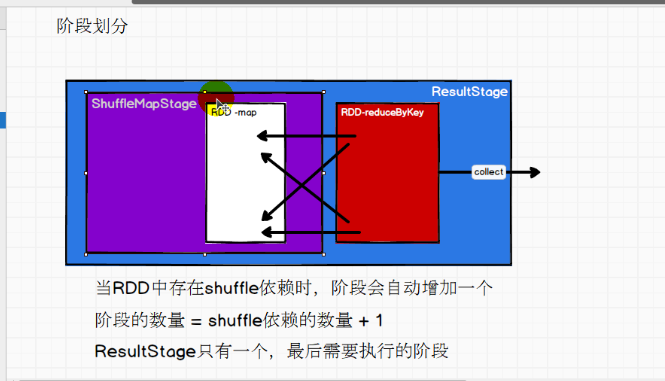 阶段划分
ResultStage
ShuffleMapStage
RDD -map
RDD-reduceByKey
collect
当RDD中存在shuffle依赖时，阶段会自动增加一个
阶段的数量 = shuffle依赖的数量 + 1
ResultStage只有一个，最后需要执行的阶段